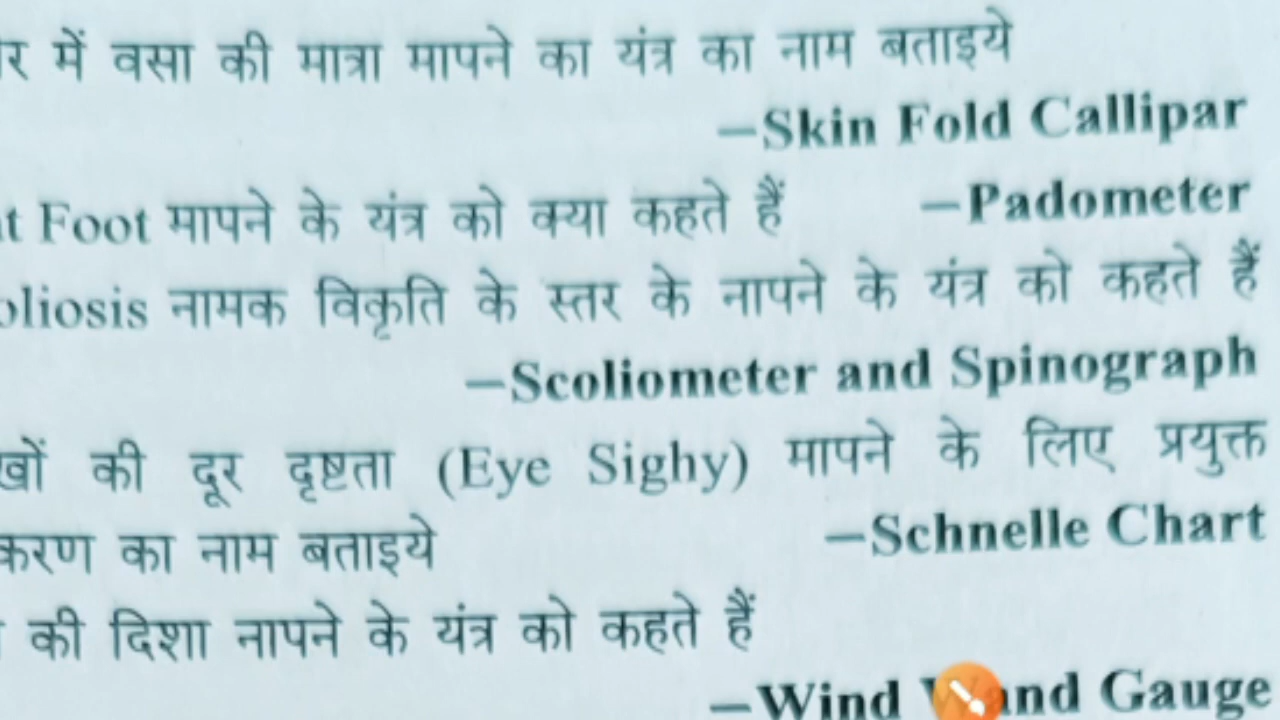 र में वसा की मात्रा मापने का यंत्र का नाम बताइये
–Skin Fold Callipar
t Foot मापने के यंत्र को क्या कहते हैं –Padometer
oliosis नामक विकृति के स्तर के नापने के यंत्र को कहते हैं
–Scoliometer and Spinograph
खों की दूर दृष्टता (Eye Sighy) मापने के लिए प्रयुक्त
करण का नाम बताइये –Schnelle Chart
की दिशा नापने के यंत्र को कहते हैं
–Wind Gauge